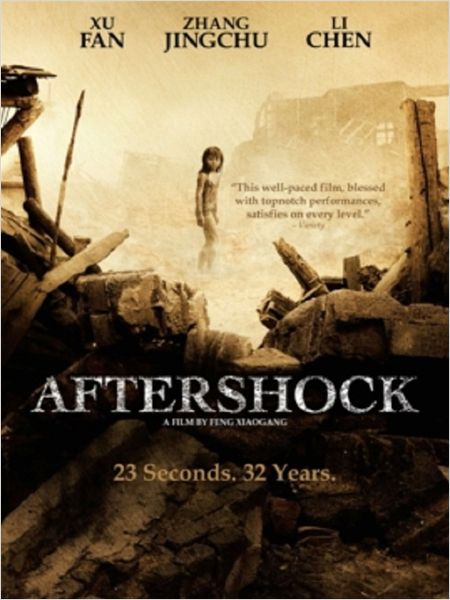 XU
FAN
ZHANG
JINGCHU
LI
CHEN
"This well-paced film, blessed
with topnotch performances,
satisfies on every level."
– Variety
AFTERSHOCK
A FILM BY FENG XIAOGANG
23 Seconds. 32 Years.